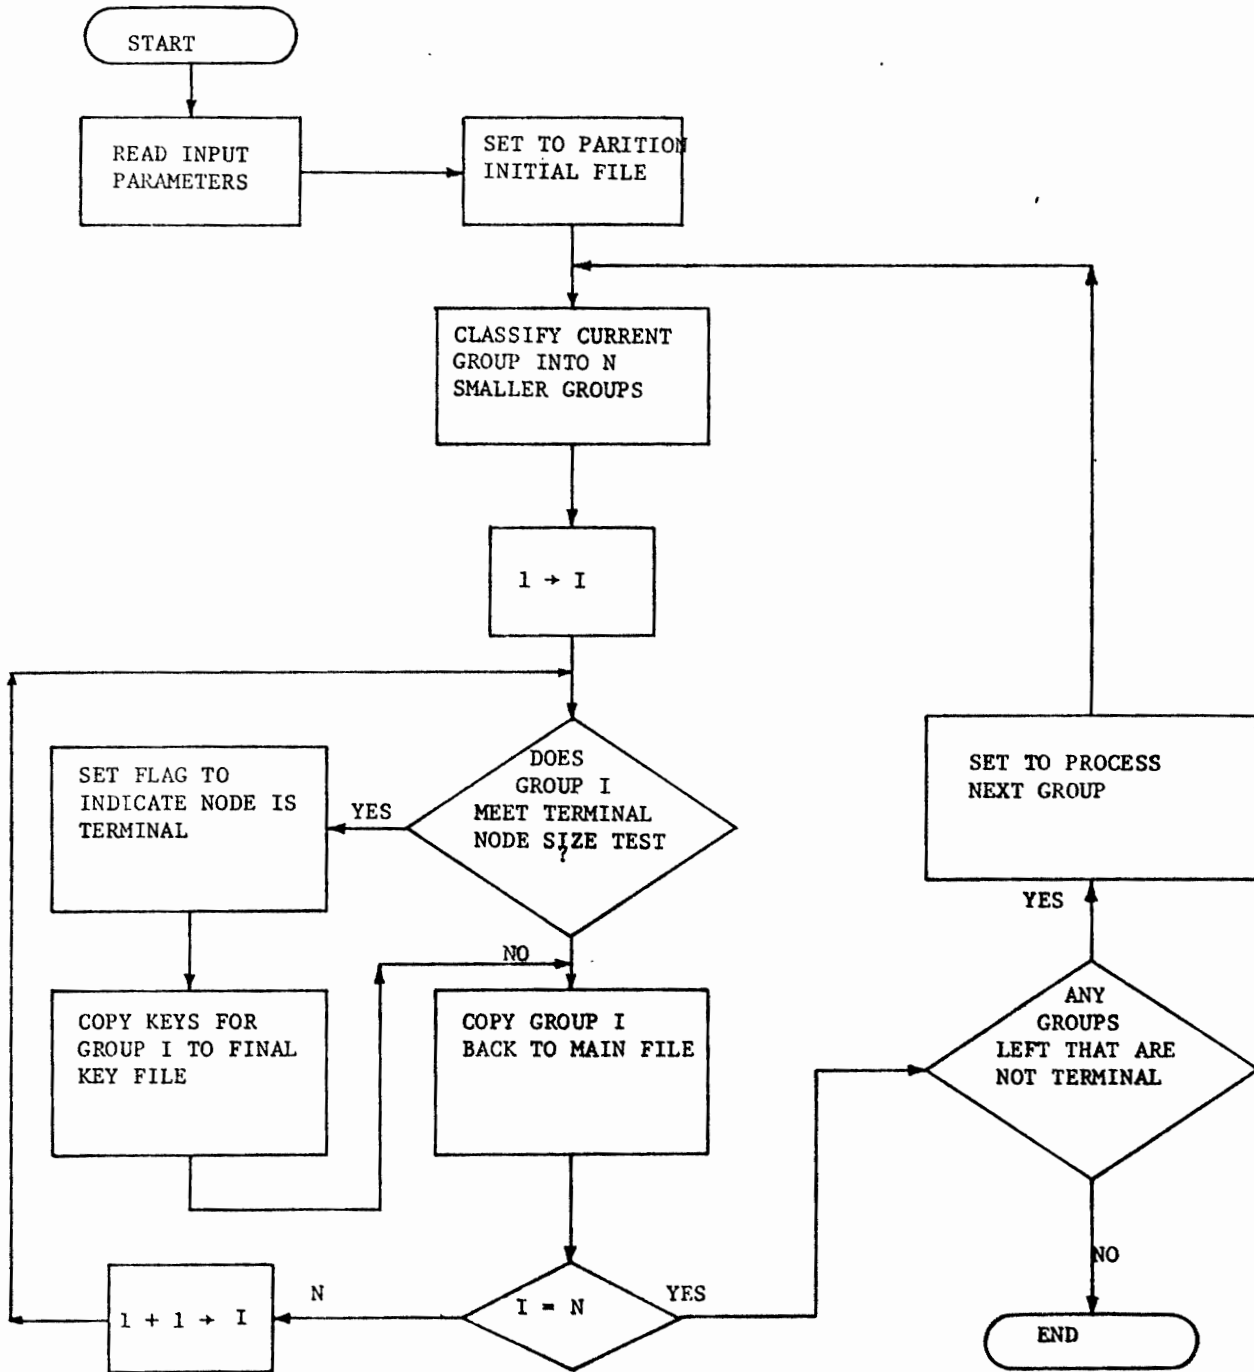 START
READ INPUT
PARAMETERS
SET TO PARITION
INITIAL FILE
CLASSIFY CURRENT
GROUP INTO N
SMALLER GROUPS
1 → I
DOES
GROUP I
MEET TERMINAL
NODE SIZE TEST
?
YES
SET FLAG TO
INDICATE NODE IS
TERMINAL
COPY KEYS FOR
GROUP I TO FINAL
KEY FILE
NO
COPY GROUP I
BACK TO MAIN FILE
I = N
N
1 + 1 → I
YES
ANY
GROUPS
LEFT THAT ARE
NOT TERMINAL
YES
SET TO PROCESS
NEXT GROUP
NO
END